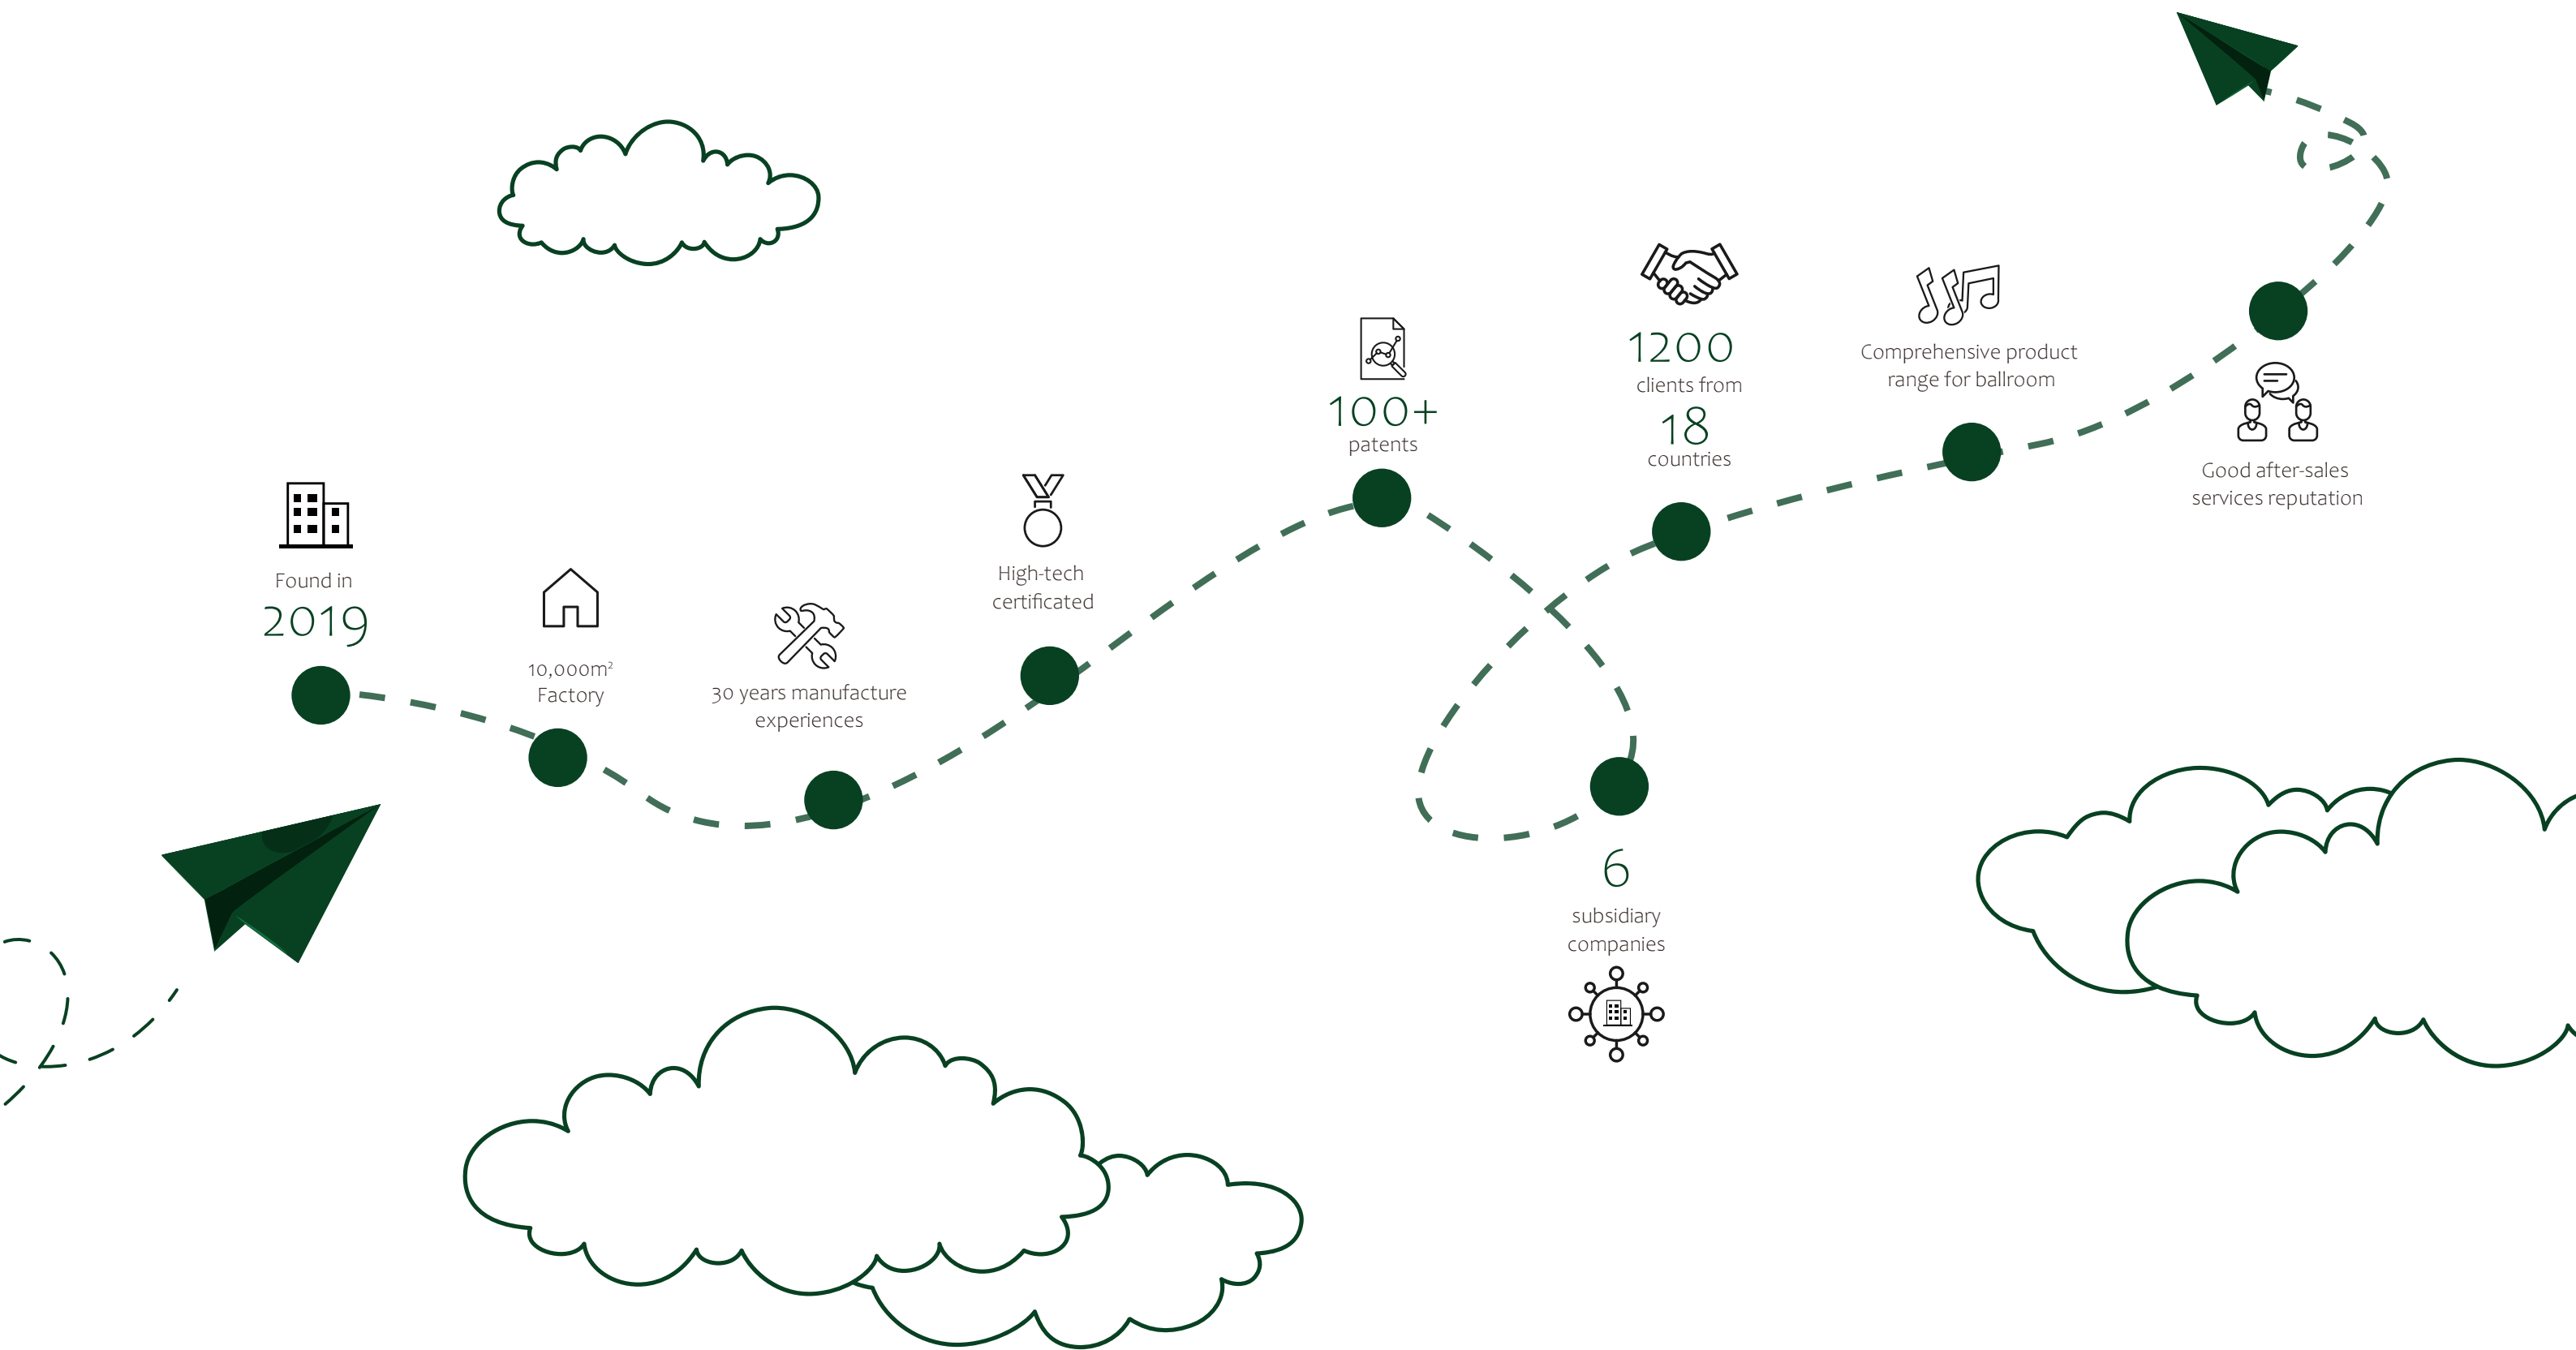 Found in
2019
10,000m²
Factory
30 years manufacture
experiences
High-tech
certificated
100+
patents
6
subsidiary
companies
1200
clients from
18
countries
Comprehensive product
range for ballroom
Good after-sales
services reputation